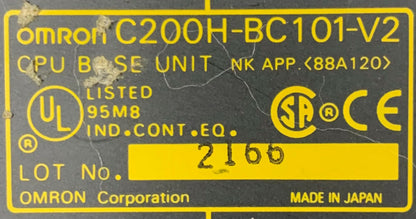 OMRON C200H-BC101-V2
CPU BASE UNIT NK APP.<88A120>
UL ® LISTED
95M8
IND.CONT.EQ.
SA ® CE
LOT No. 2166
OMRON Corporation MADE IN JAPAN